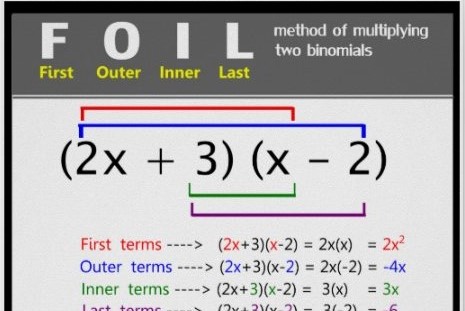 F O I L
First Outer Inner Last
method of multiplying
two binomials
(2x + 3) (x - 2)
First terms ----> (2x+3)(x-2) = 2x(x) = 2x²
Outer terms ----> (2x+3)(x-2) = 2x(-2) = -4x
Inner terms ----> (2x+3)(x-2) = 3(x) = 3x
Last terms ----> (2x+3)(x-2) = 3(-2) = -6